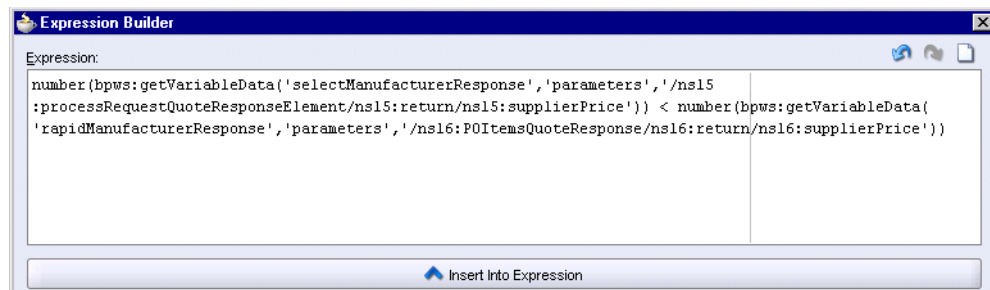 Expression Builder
Expression:
number(bpws:getVariableData('selectManufacturerResponse','parameters','/ns15
:processRequestQuoteResponseElement/ns15:return/ns15:supplierPrice')) < number(bpws:getVariableData(
'rapidManufacturerResponse','parameters','/ns16:POItemsQuoteResponse/ns16:return/ns16:supplierPrice'))
Insert Into Expression